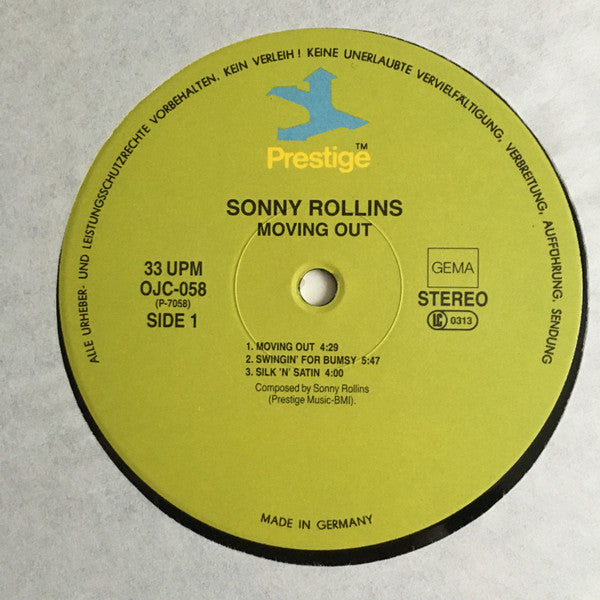 ALLE URHEBER- UND LEISTUNGSSCHUTZRECHTE VORBEHALTEN. KEIN VERLEIH! KEINE UNERLAUBTE VERVIELFÄLTIGUNG, VERBREITUNG, AUFFÜHRUNG, SENDUNG
Prestige™
SONNY ROLLINS
MOVING OUT
33 UPM
OJC-058
(P-7058)
SIDE 1
GEMA
STEREO
LC 0313
1. MOVING OUT 4:29
2. SWINGIN' FOR BUMSY 5:47
3. SILK 'N' SATIN 4:00
Composed by Sonny Rollins
(Prestige Music-BMI).
MADE IN GERMANY